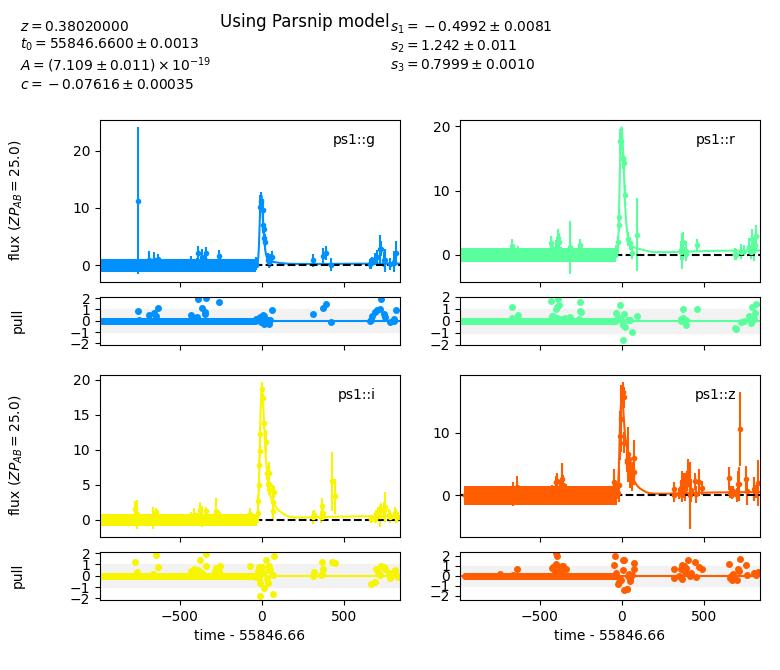 Using Parsnip model
z = 0.38020000
t₀ = 55846.6600 ± 0.0013
A = (7.109 ± 0.011) × 10⁻¹⁹
c = −0.07616 ± 0.00035
s₁ = −0.4992 ± 0.0081
s₂ = 1.242 ± 0.011
s₃ = 0.7999 ± 0.0010
flux (ZP_AB = 25.0)
20
10
0
ps1::g
20
10
0
ps1::r
pull
2
1
0
−1
−2
2
1
0
−1
−2
flux (ZP_AB = 25.0)
20
15
10
5
0
ps1::i
10
0
ps1::z
pull
2
1
0
−1
−2
2
1
0
−1
−2
−500
0
500
−500
0
500
time - 55846.66
time - 55846.66